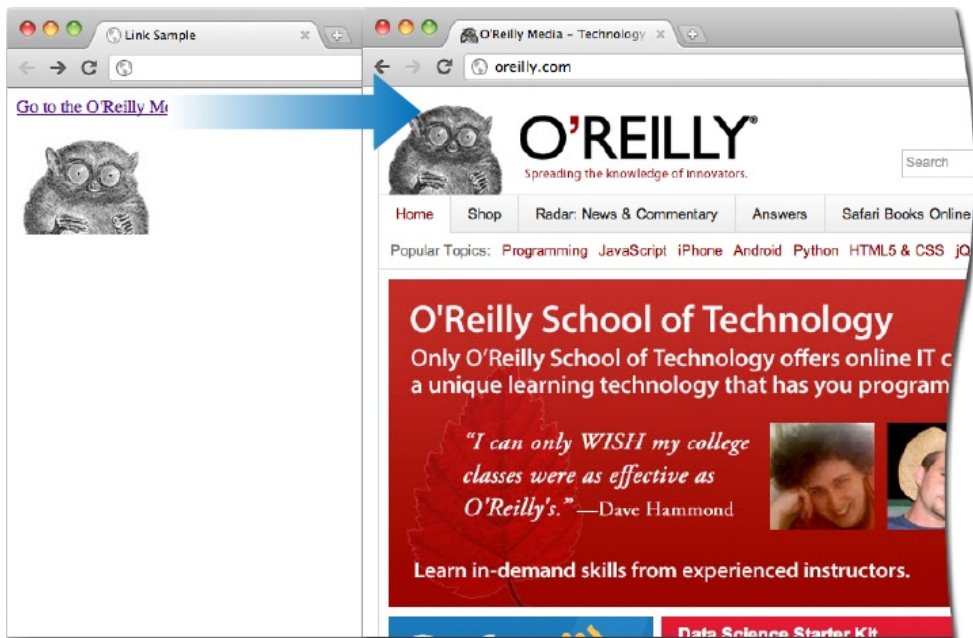 Link Sample
Go to the O'Reilly Me
O'Reilly Media – Technology
oreilly.com
O'REILLY®
Spreading the knowledge of innovators.
Search
Home Shop Radar: News & Commentary Answers Safari Books Online
Popular Topics: Programming JavaScript iPhone Android Python HTML5 & CSS jQ
O'Reilly School of Technology
Only O'Reilly School of Technology offers online IT c
a unique learning technology that has you program
"I can only WISH my college
classes were as effective as
O'Reilly's." —Dave Hammond
Learn in-demand skills from experienced instructors.
Data Science Starter Kit